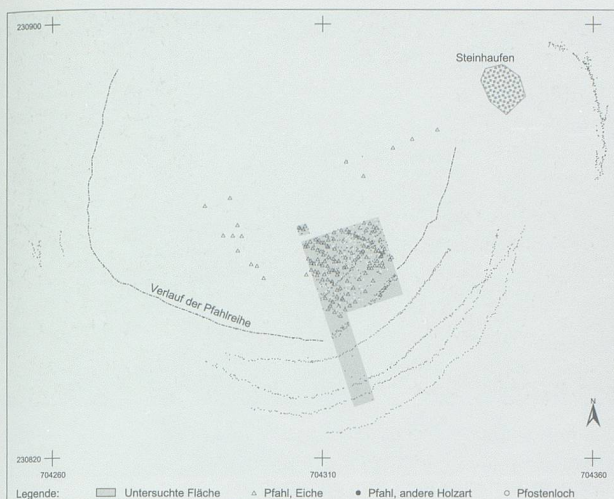 230900
Steinhaufen
Verlauf der Pfahlreihe
N
230820
704260 704310 704360
Legende: Untersuchte Fläche Pfahl, Eiche Pfahl, andere Holzart Pfostenloch